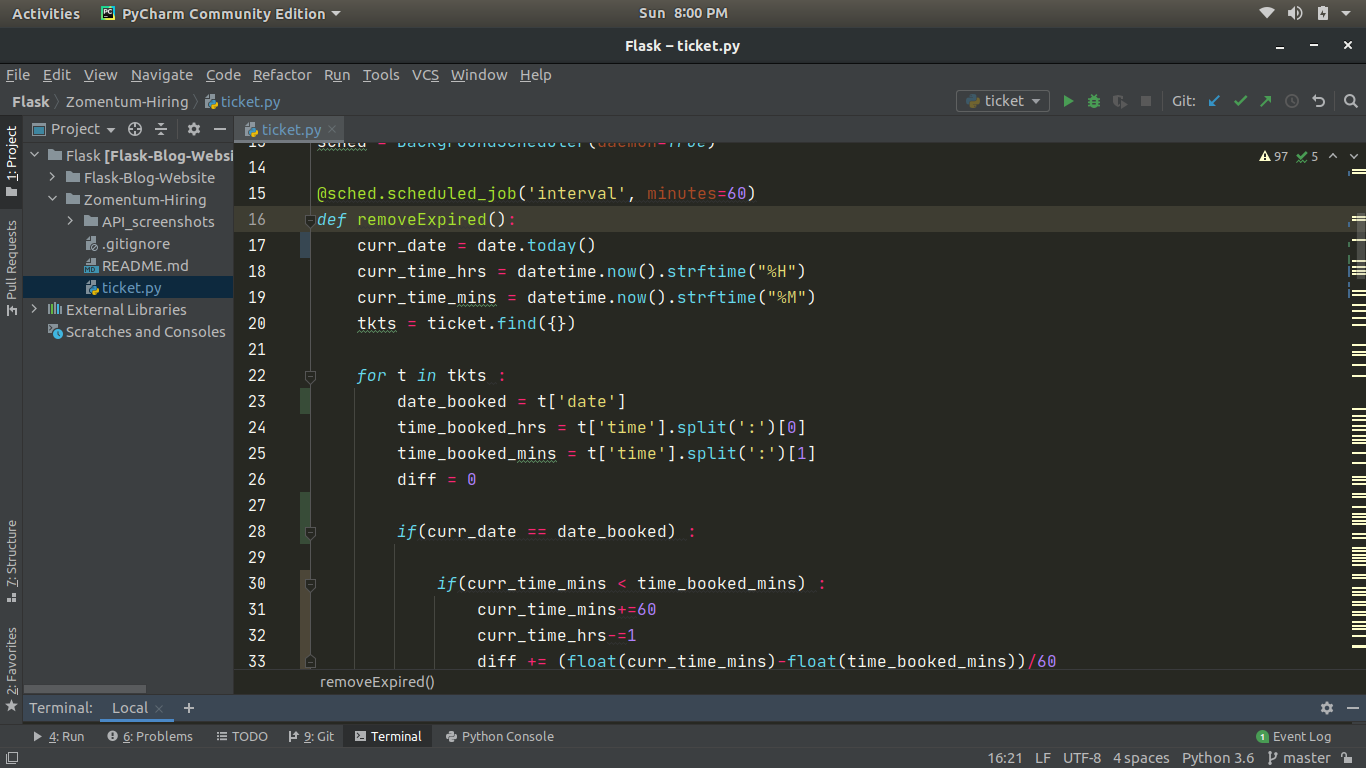 Activities PyCharm Community Edition Sun 8:00 PM
Flask – ticket.py
File Edit View Navigate Code Refactor Run Tools VCS Window Help
Flask Zomentum-Hiring ticket.py ticket Git:
1: Project
Pull Requests
7: Structure
2: Favorites
Project
Flask [Flask-Blog-Websi
Flask-Blog-Website
Zomentum-Hiring
API_screenshots
.gitignore
README.md
ticket.py
External Libraries
Scratches and Consoles
ticket.py
97 5
13 sched = BackgroundScheduler(daemon=True)
14
15 @sched.scheduled_job('interval', minutes=60)
16 def removeExpired():
17 curr_date = date.today()
18 curr_time_hrs = datetime.now().strftime("%H")
19 curr_time_mins = datetime.now().strftime("%M")
20 tkts = ticket.find({})
21
22 for t in tkts :
23 date_booked = t['date']
24 time_booked_hrs = t['time'].split(':')[0]
25 time_booked_mins = t['time'].split(':')[1]
26 diff = 0
27
28 if(curr_date == date_booked) :
29
30 if(curr_time_mins < time_booked_mins) :
31 curr_time_mins+=60
32 curr_time_hrs-=1
33 diff += (float(curr_time_mins)-float(time_booked_mins))/60
removeExpired()
Terminal: Local +
4: Run 6: Problems TODO 9: Git Terminal Python Console 1 Event Log
16:21 LF UTF-8 4 spaces Python 3.6 master